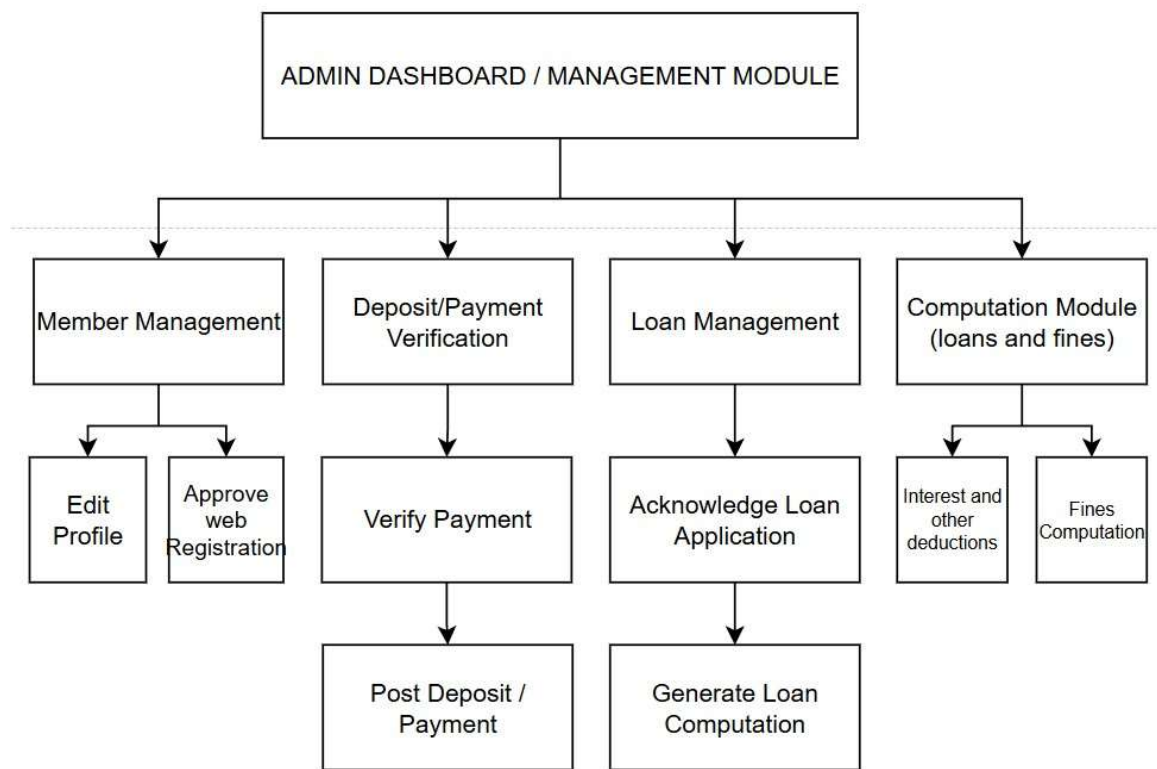 ADMIN DASHBOARD / MANAGEMENT MODULE
Member Management
Deposit/Payment
Verification
Loan Management
Computation Module
(loans and fines)
Edit
Profile
Approve
web
Registration
Verify Payment
Acknowledge Loan
Application
Interest and
other
deductions
Fines
Computation
Post Deposit /
Payment
Generate Loan
Computation